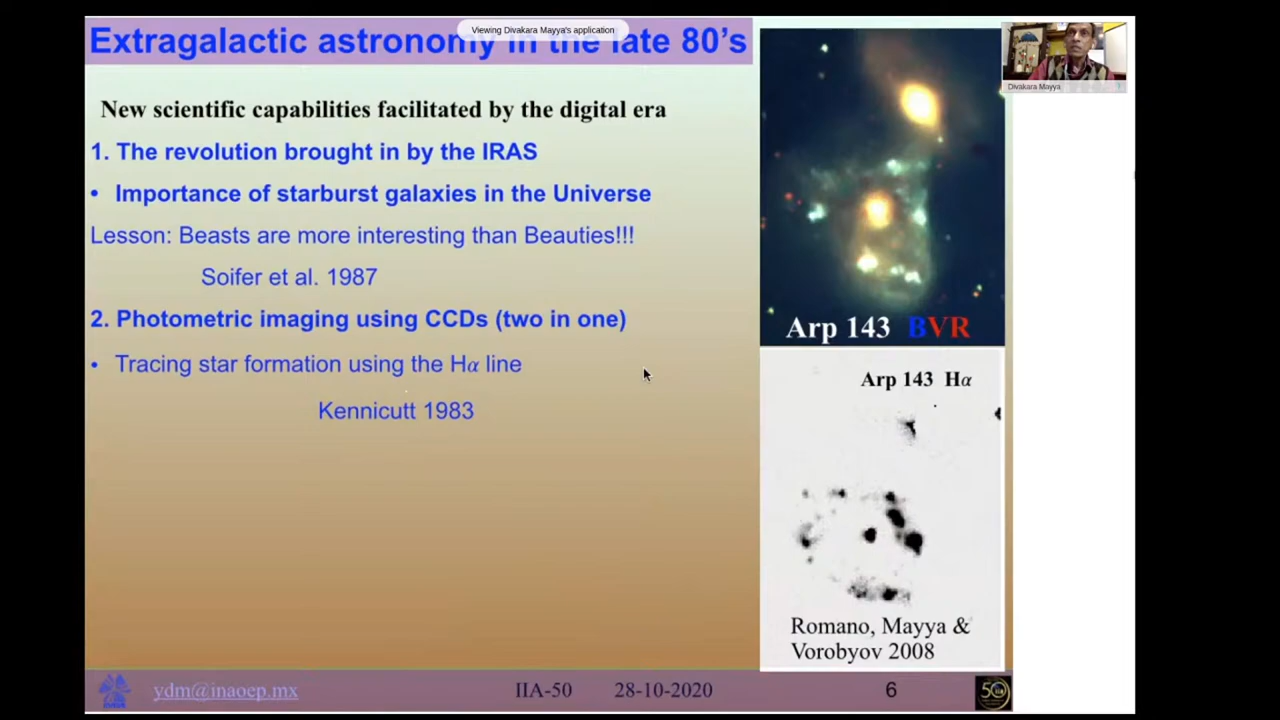 Extragalactic astronomy in the late 80's
Viewing Divakara Mayya's application
New scientific capabilities facilitated by the digital era
1. The revolution brought in by the IRAS
• Importance of starburst galaxies in the Universe
Lesson: Beasts are more interesting than Beauties!!!
Soifer et al. 1987
2. Photometric imaging using CCDs (two in one)
• Tracing star formation using the Hα line
Kennicutt 1983
Arp 143 BVR
Arp 143 Hα
Romano, Mayya &
Vorobyov 2008
Divakara Mayya
ydm@inaoep.mx
IIA-50 28-10-2020
6
50